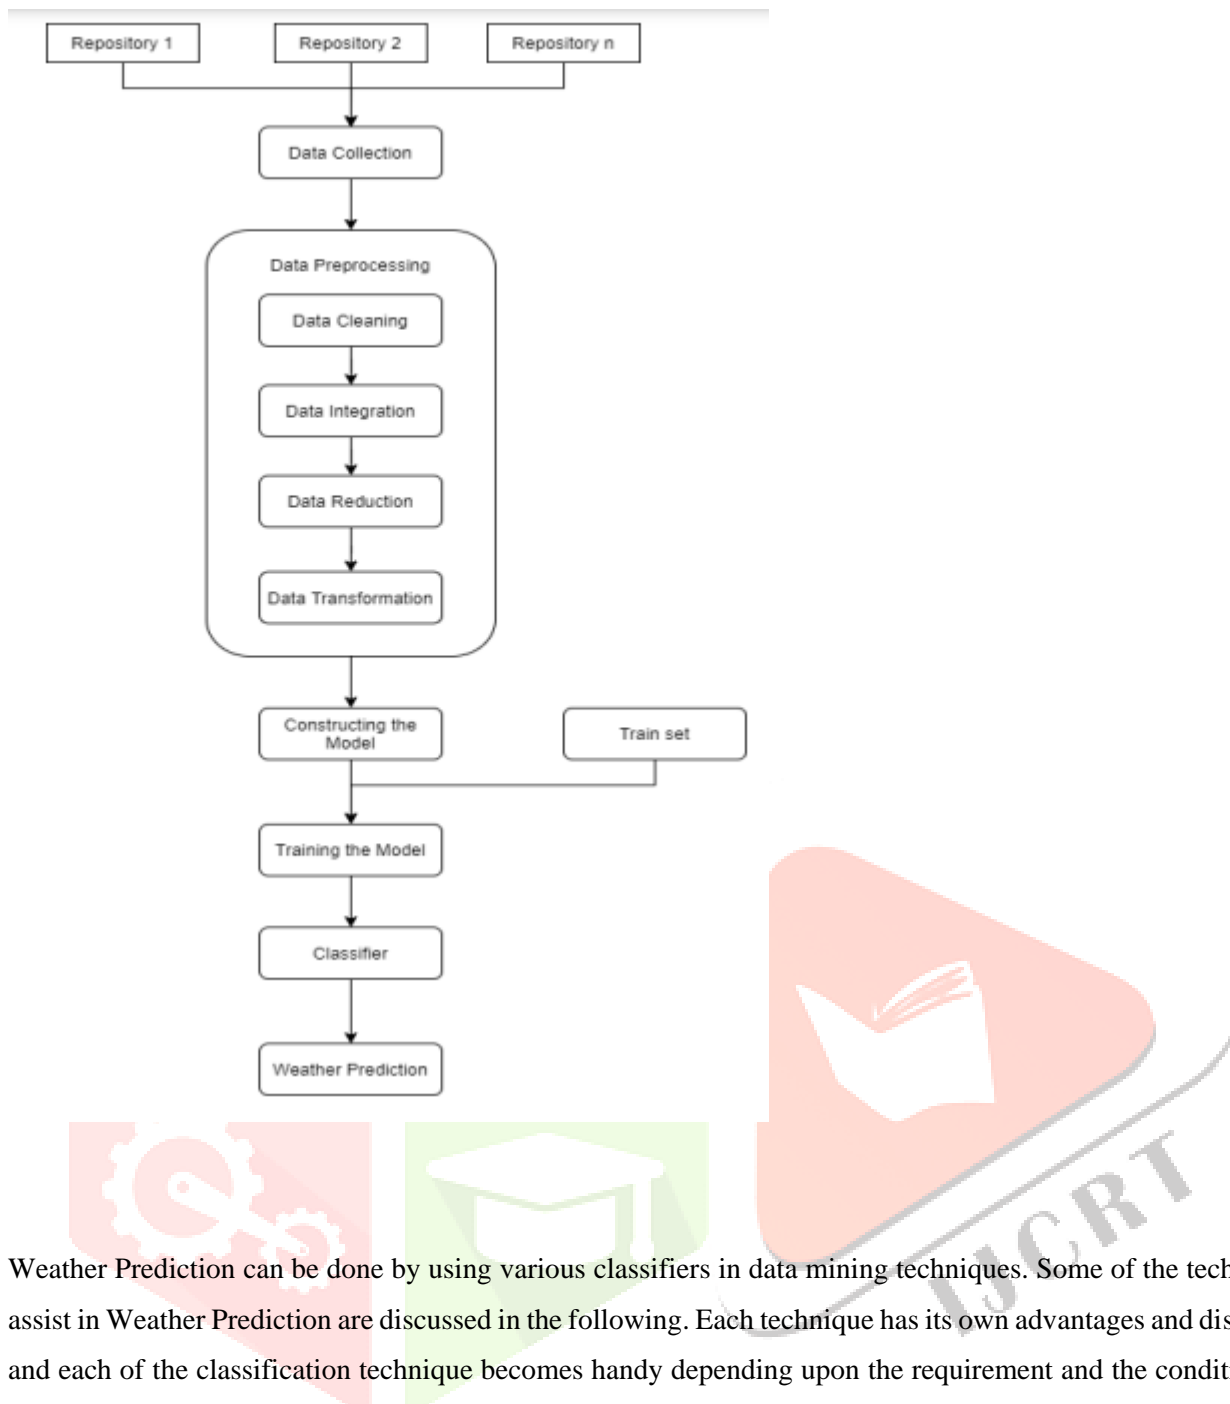 Repository 1 Repository 2 Repository n
Data Collection
Data Preprocessing
Data Cleaning
Data Integration
Data Reduction
Data Transformation
Constructing the
Model
Train set
Training the Model
Classifier
Weather Prediction
IJCRT
Weather Prediction can be done by using various classifiers in data mining techniques. Some of the tech
assist in Weather Prediction are discussed in the following. Each technique has its own advantages and dis
and each of the classification technique becomes handy depending upon the requirement and the condit